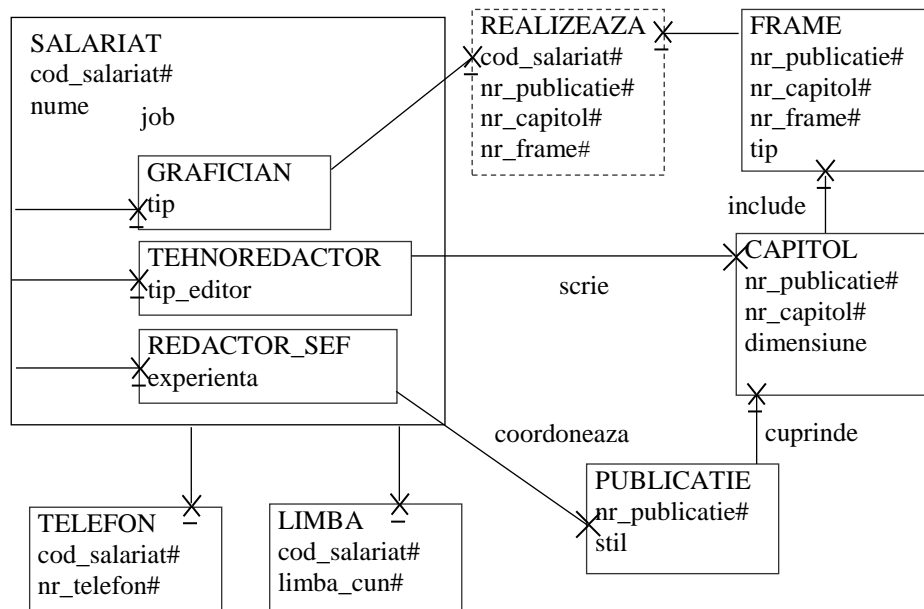 SALARIAT
cod_salariat#
nume
job
GRAFICIAN
tip
TEHNOREDACTOR
tip_editor
REDACTOR_SEF
experienta
REALIZEAZA
cod_salariat#
nr_publicatie#
nr_capitol#
nr_frame#
FRAME
nr_publicatie#
nr_capitol#
nr_frame#
tip
include
scrie
CAPITOL
nr_publicatie#
nr_capitol#
dimensiune
coordoneaza
cuprinde
PUBLICATIE
nr_publicatie#
stil
TELEFON
cod_salariat#
nr_telefon#
LIMBA
cod_salariat#
limba_cun#